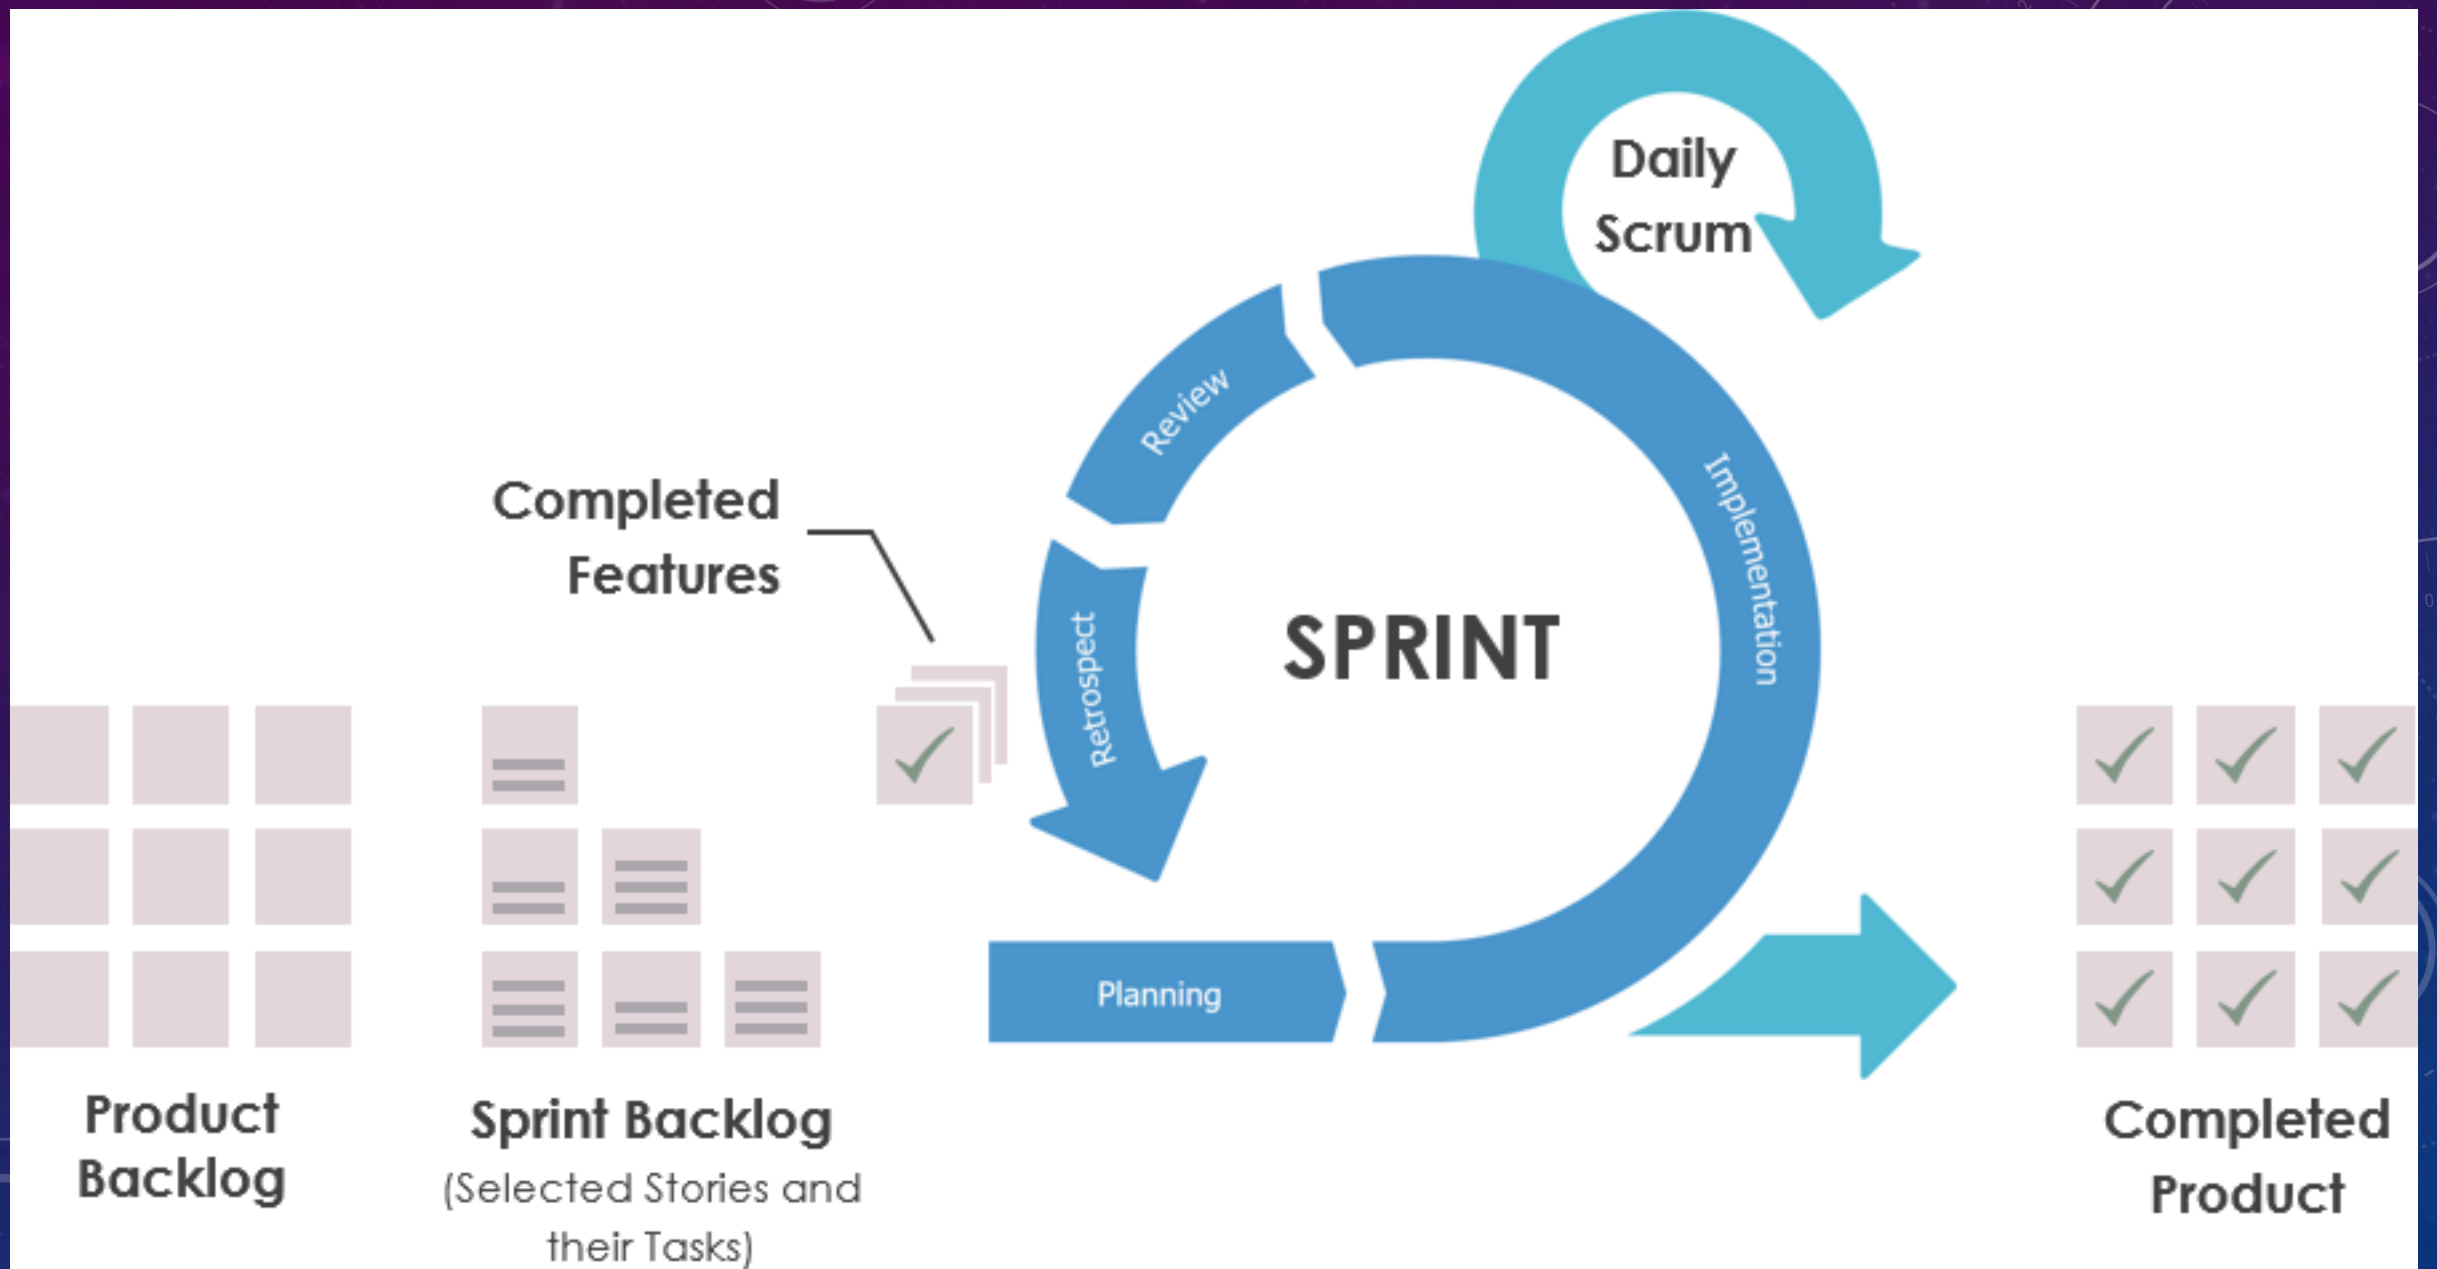 Daily
Scrum
Review
Implementation
Completed
Features
SPRINT
Retrospect
Planning
Product
Backlog
Sprint Backlog
(Selected Stories and
their Tasks)
Completed
Product